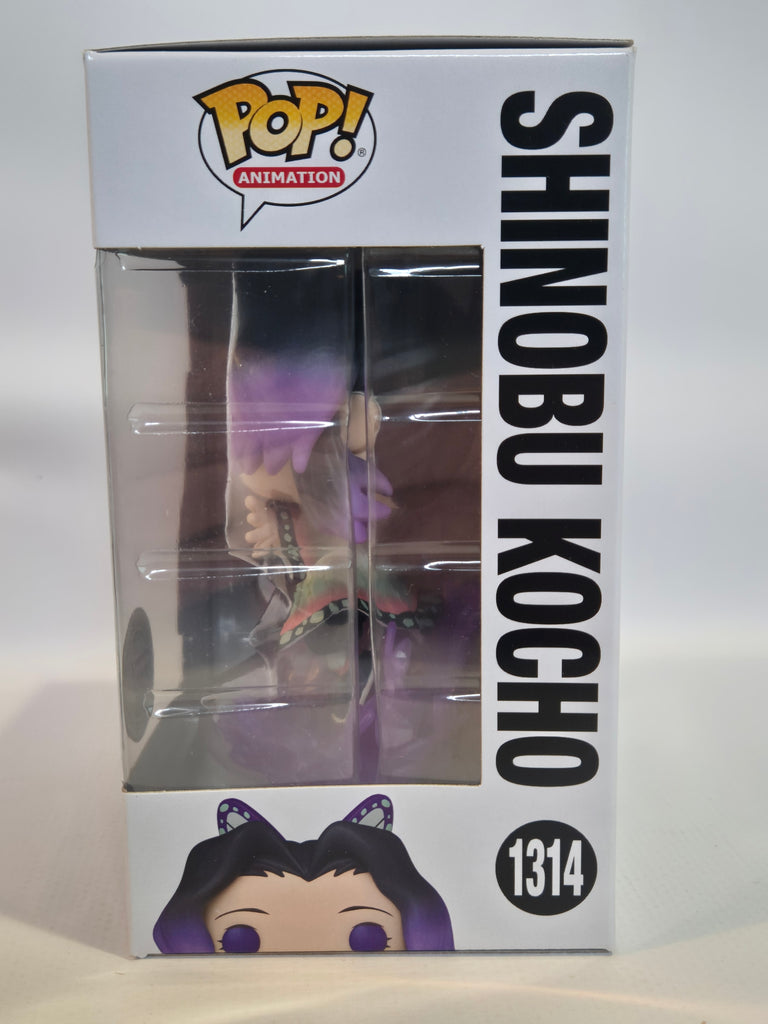 POP!®
ANIMATION
SHINOBU KOCHO
1314